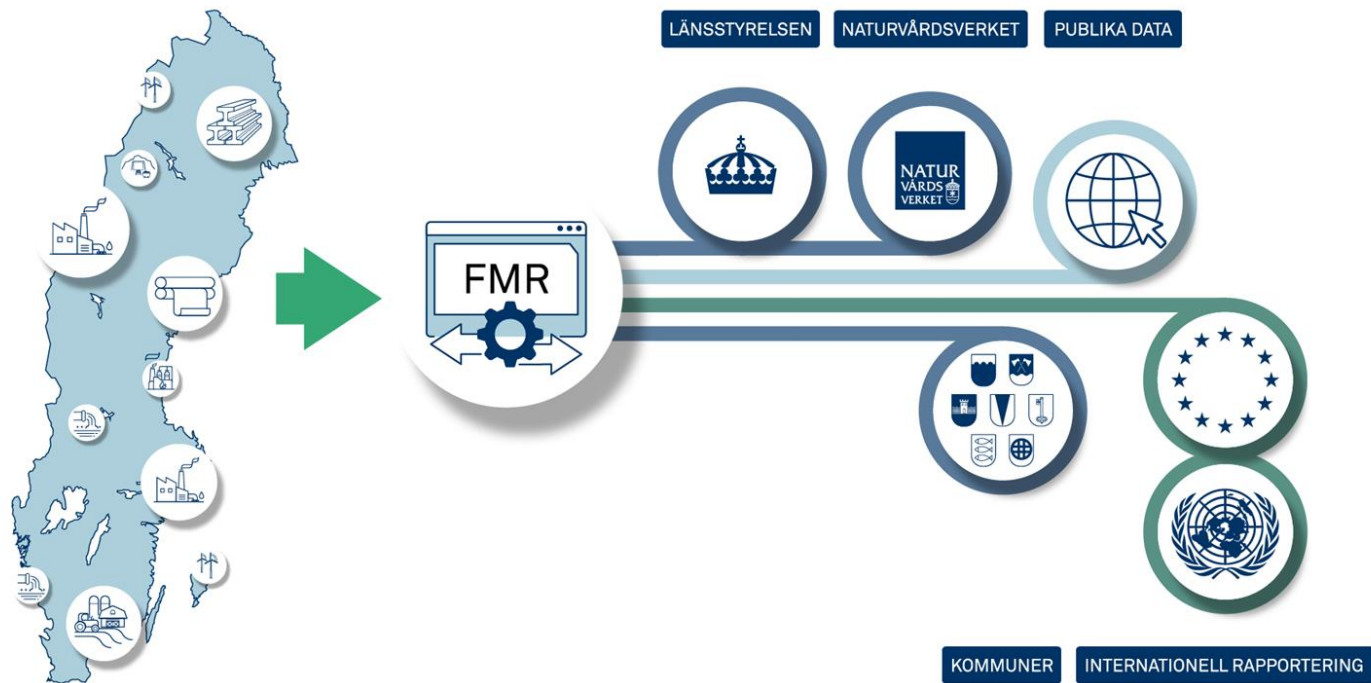 LÄNSSTYRELSEN
NATURVÅRDSVERKET
PUBLIKA DATA
NATUR
VÅRDS
VERKET
FMR
KOMMUNER
INTERNATIONELL RAPPORTERING